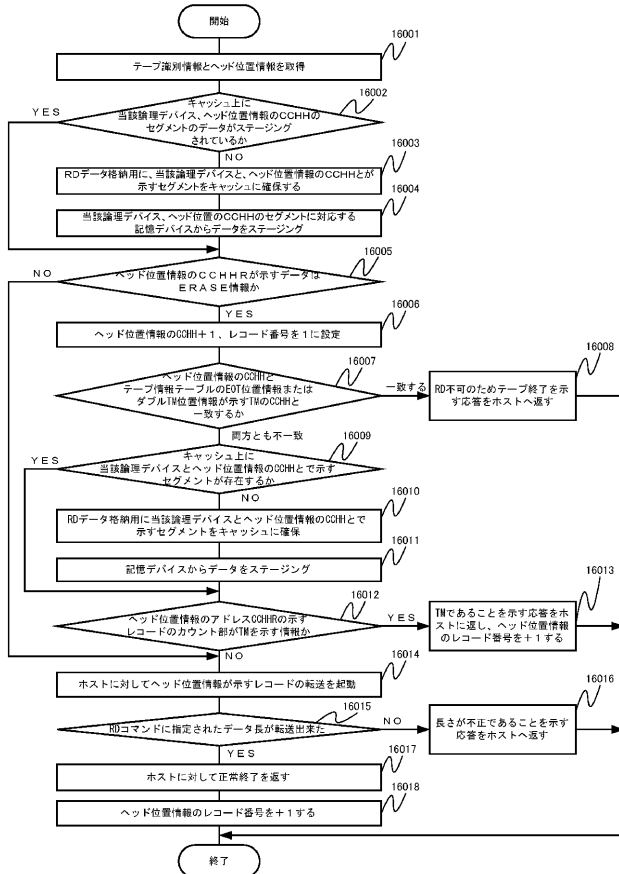 開始
16001
テープ識別情報とヘッド位置情報を取得
16002
YES
キャッシュ上に
当該論理デバイス、ヘッド位置情報のCCHHの
セグメントのデータがステージング
されているか
NO
16003
RDデータ格納用に、当該論理デバイスと、ヘッド位置情報のCCHHとが
示すセグメントをキャッシュに確保する
16004
当該論理デバイス、ヘッド位置のCCHHのセグメントに対応する
記憶デバイスからデータをステージング
16005
NO
ヘッド位置情報のCCHHRが示すデータは
ERASE情報か
YES
16006
ヘッド位置情報のCCHH+1、レコード番号を1に設定
16007
ヘッド位置情報のCCHHと
テープ情報テーブルのEOT位置情報または
ダブルTM位置情報が示すTMのCCHHと
一致するか
一致する
16008
RD不可のためテープ終了を示
す応答をホストへ返す
両方とも不一致
16009
YES
キャッシュ上に
当該論理デバイスとヘッド位置情報のCCHHとで示す
セグメントが存在するか
NO
16010
RDデータ格納用に当該論理デバイスとヘッド位置情報のCCHHとで
示すセグメントをキャッシュに確保
16011
記憶デバイスからデータをステージング
16012
ヘッド位置情報のアドレスCCHHRの示す
レコードのカウント部がTMを示す情報か
YES
16013
TMであることを示す応答をホ
ストに返し、ヘッド位置情報
のレコード番号を+1する
NO
16014
ホストに対してヘッド位置情報が示すレコードの転送を起動
16015
RDコマンドに指定されたデータ長が転送出来た
NO
16016
長さが不正であることを示す
応答をホストへ返す
YES
16017
ホストに対して正常終了を返す
16018
ヘッド位置情報のレコード番号を+1する
終了